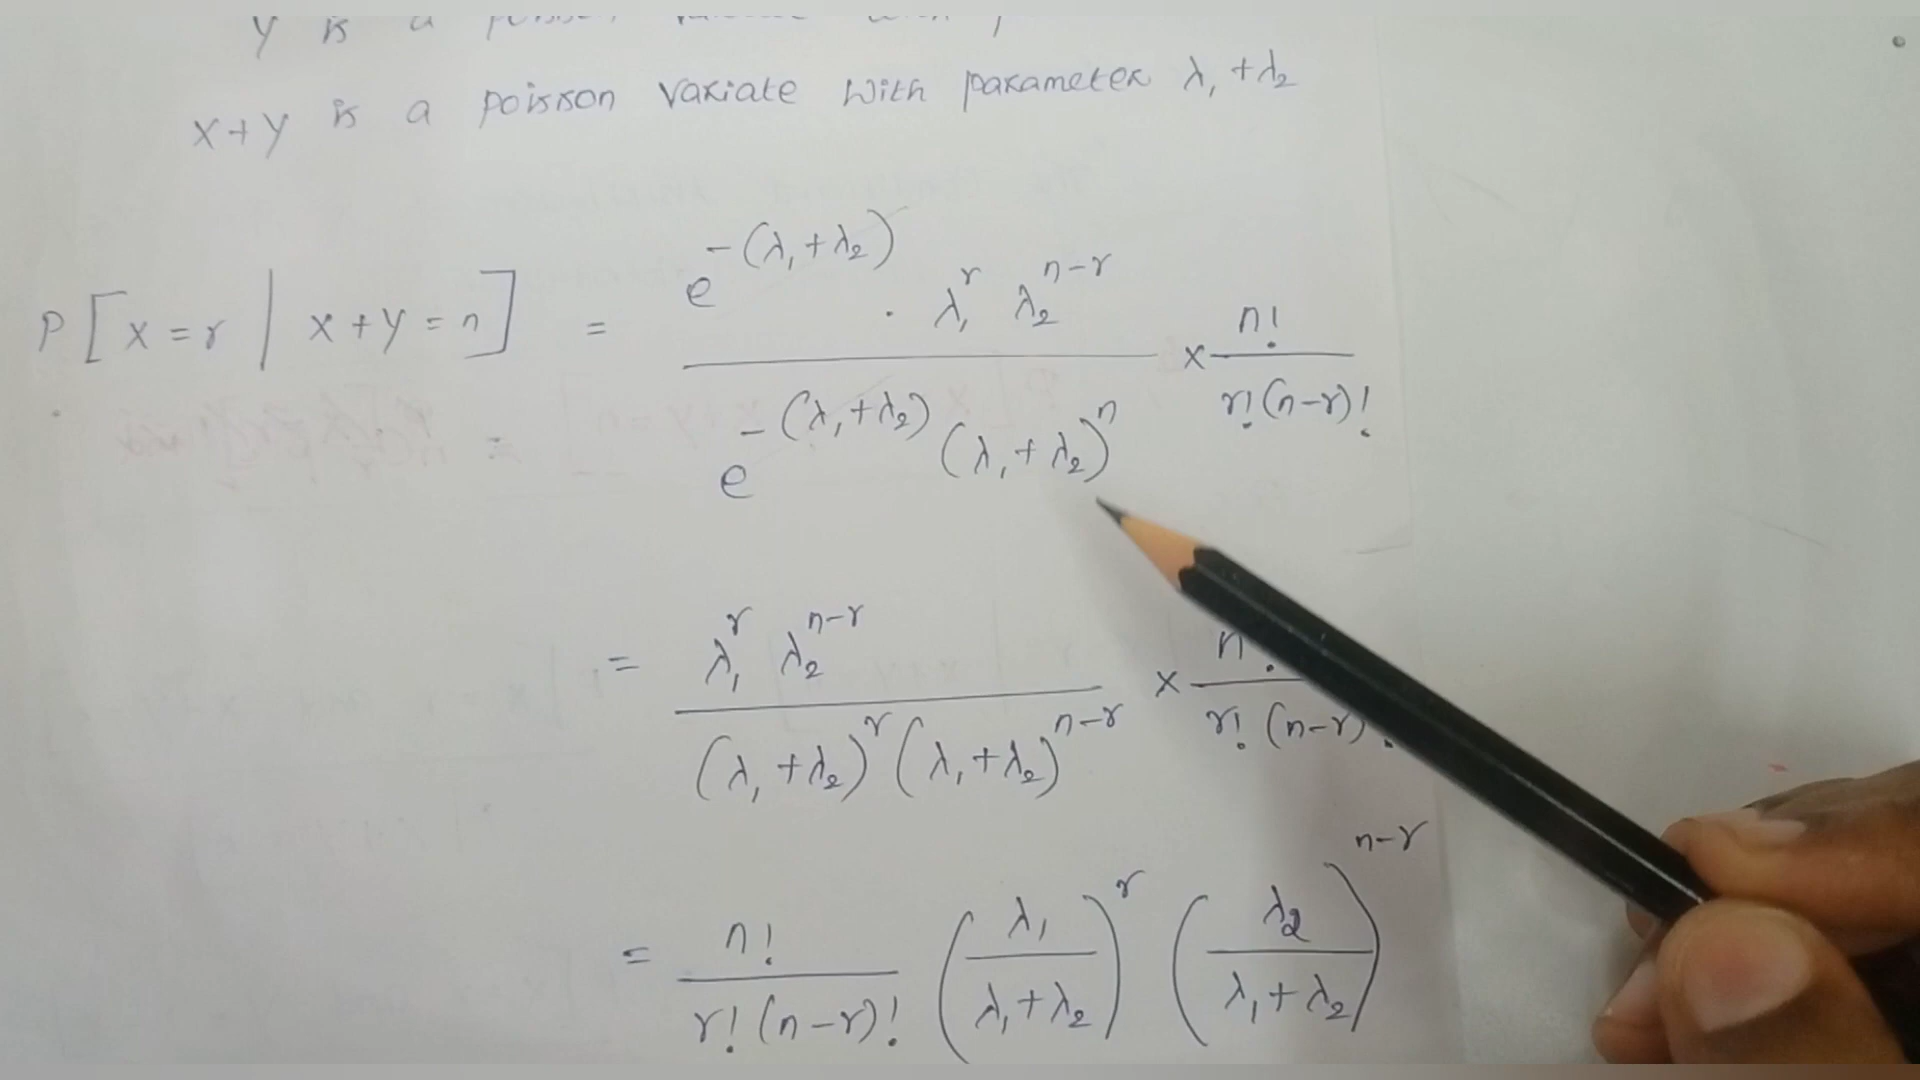 Y is a
X+Y is a poisson variate with parameter λ₁+λ₂
P[X=r | X+Y=n] = e^-(λ₁+λ₂) . λ₁^r λ₂^n-r / e^-(λ₁+λ₂) (λ₁+λ₂)^n × n! / r!(n-r)!
= λ₁^r λ₂^n-r / (λ₁+λ₂)^r (λ₁+λ₂)^n-r × n! / r! (n-r)!
= n! / r!(n-r)! (λ₁ / λ₁+λ₂)^r (λ₂ / λ₁+λ₂)^n-r